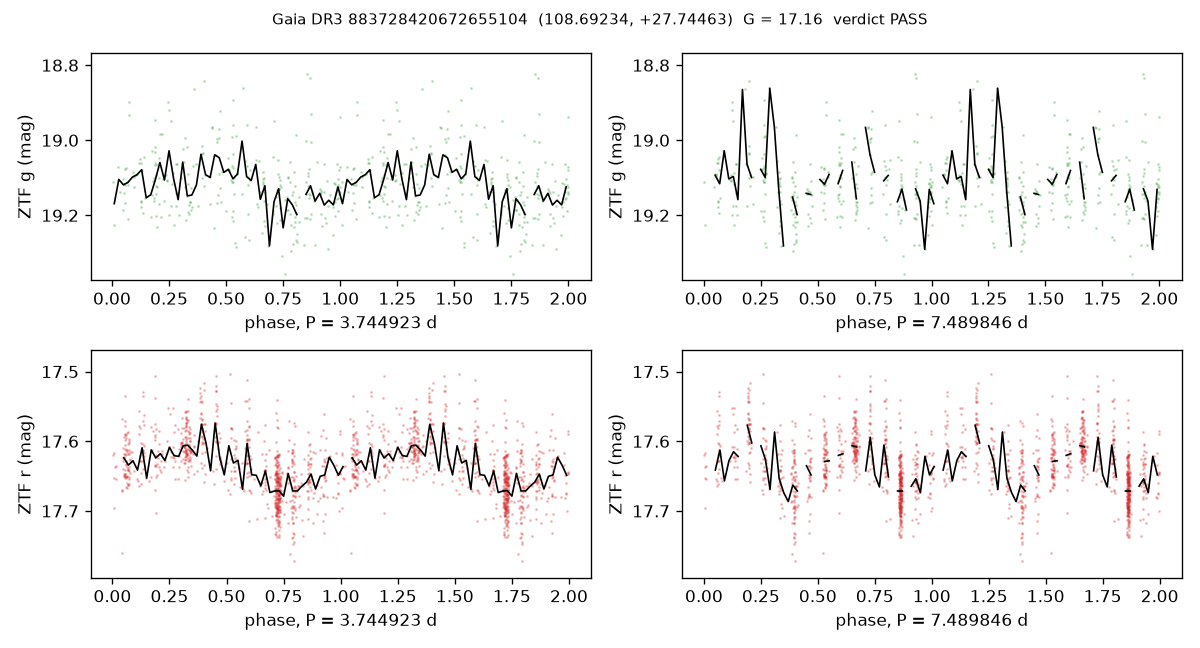 Gaia DR3 883728420672655104 (108.69234, +27.74463) G = 17.16 verdict PASS
ZTF g (mag)
18.8
19.0
19.2
0.00 0.25 0.50 0.75 1.00 1.25 1.50 1.75 2.00
phase, P = 3.744923 d
ZTF g (mag)
18.8
19.0
19.2
0.00 0.25 0.50 0.75 1.00 1.25 1.50 1.75 2.00
phase, P = 7.489846 d
ZTF r (mag)
17.5
17.6
17.7
0.00 0.25 0.50 0.75 1.00 1.25 1.50 1.75 2.00
phase, P = 3.744923 d
ZTF r (mag)
17.5
17.6
17.7
0.00 0.25 0.50 0.75 1.00 1.25 1.50 1.75 2.00
phase, P = 7.489846 d